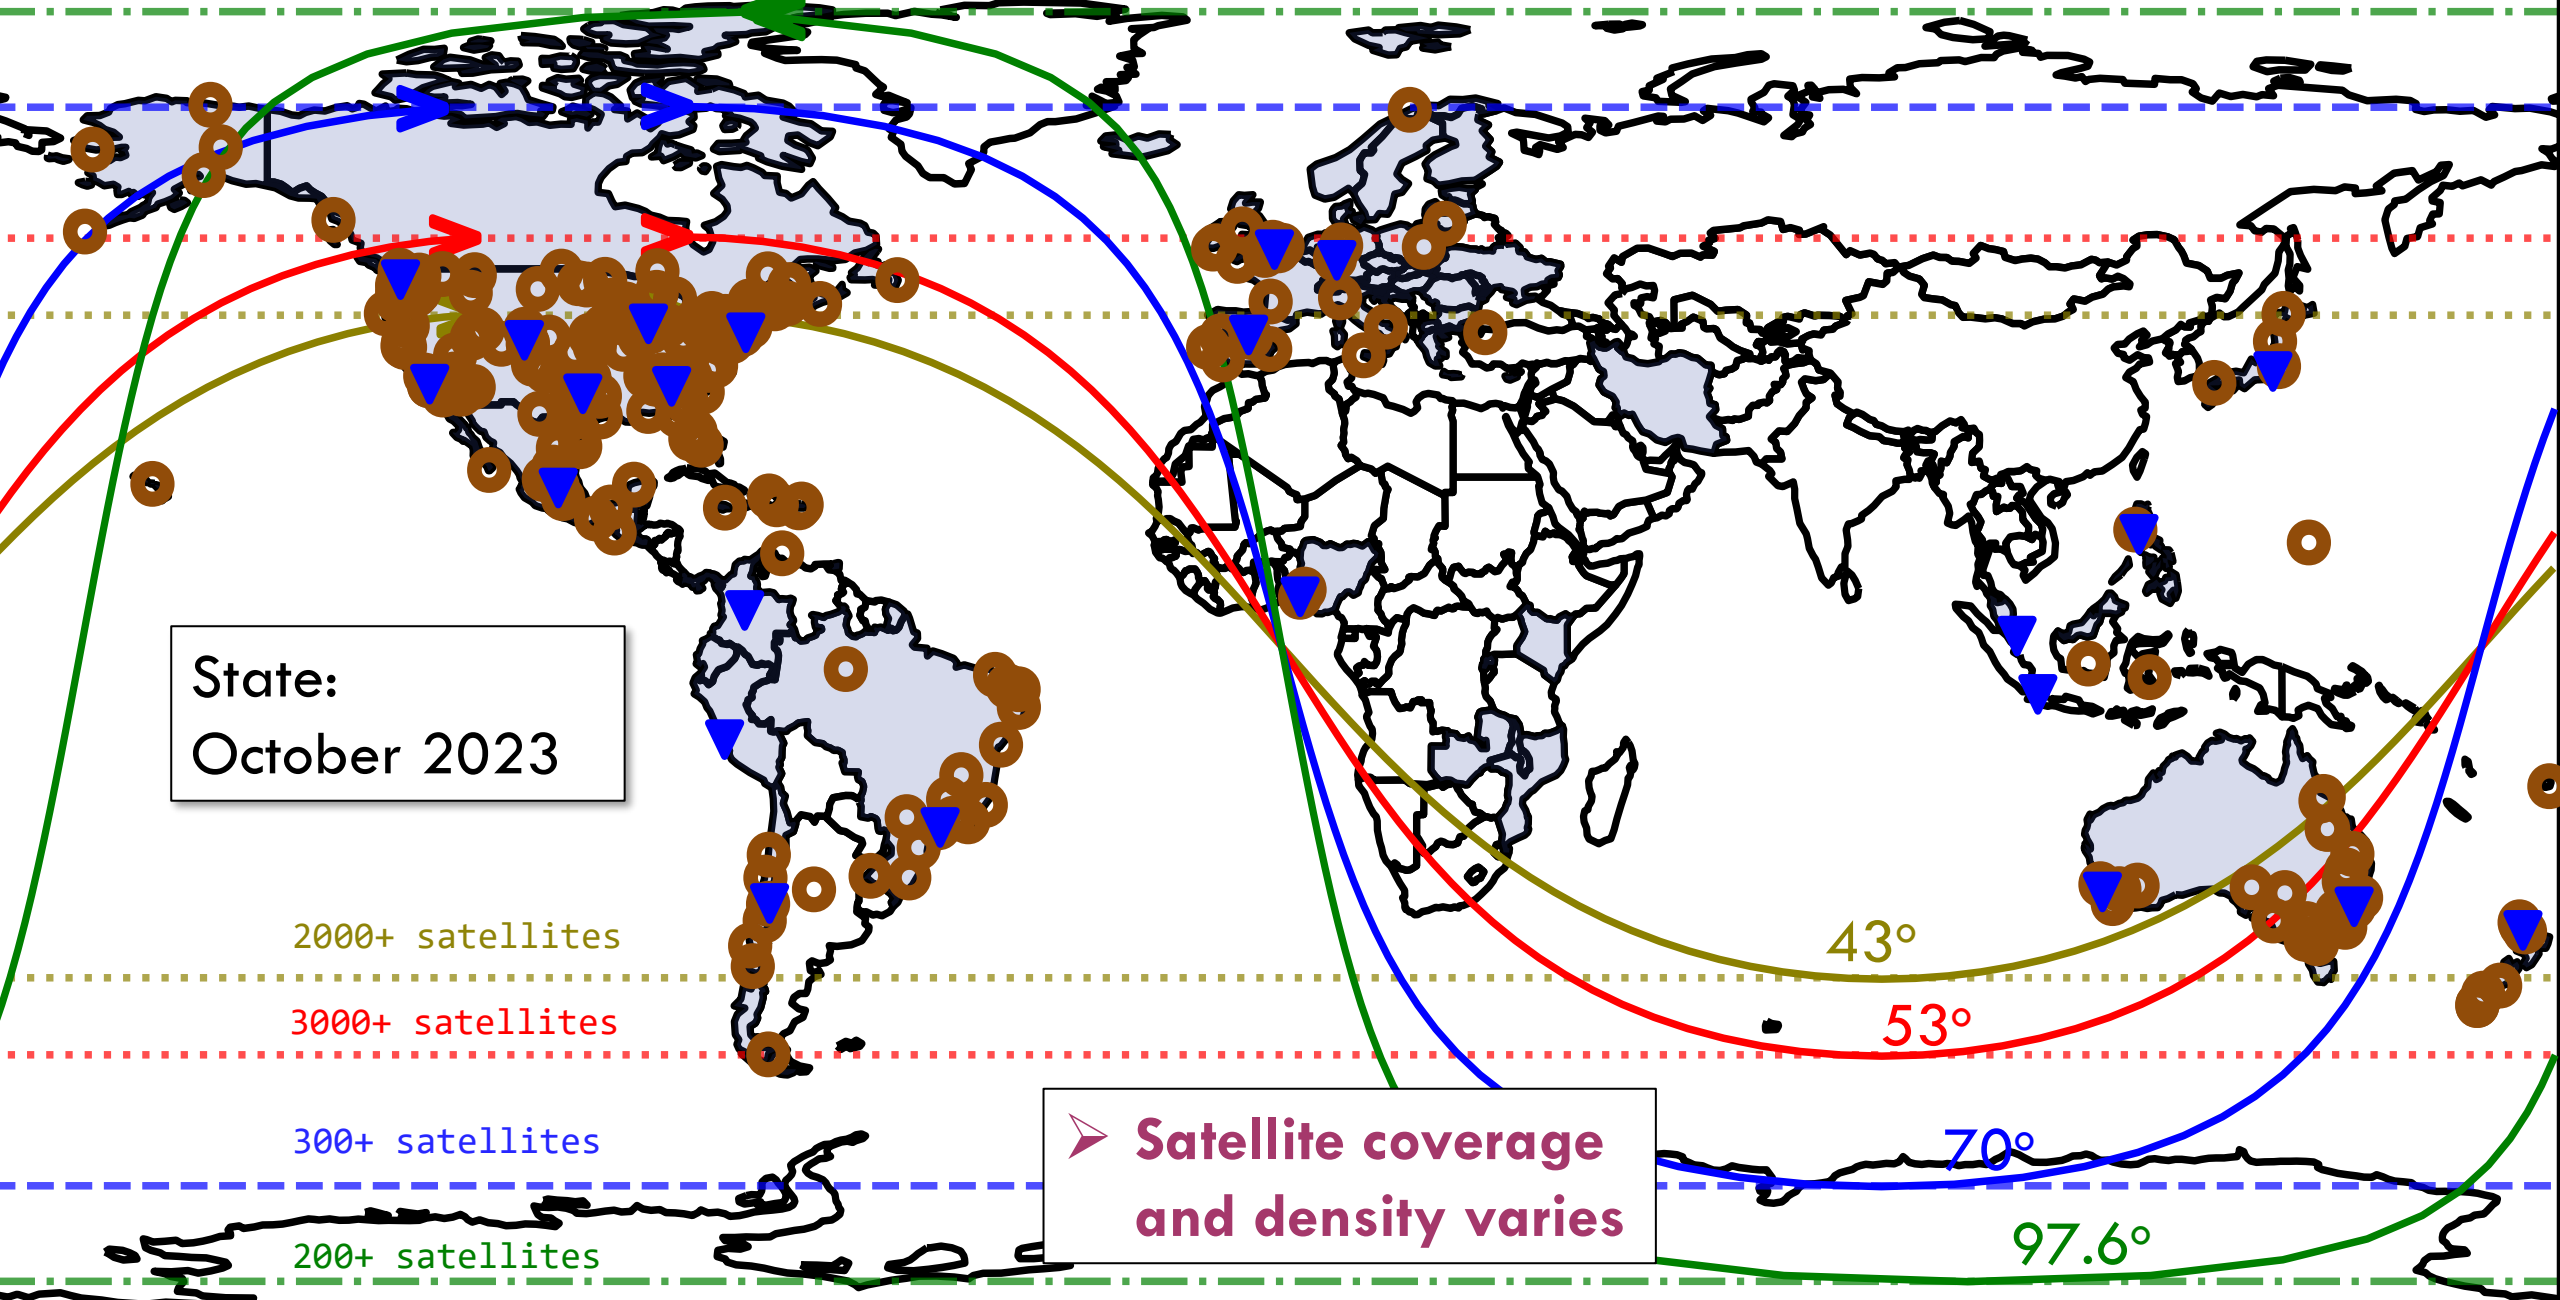 State:
October 2023
2000+ satellites
43°
3000+ satellites
53°
300+ satellites
➢ Satellite coverage
and density varies
70°
200+ satellites
97.6°